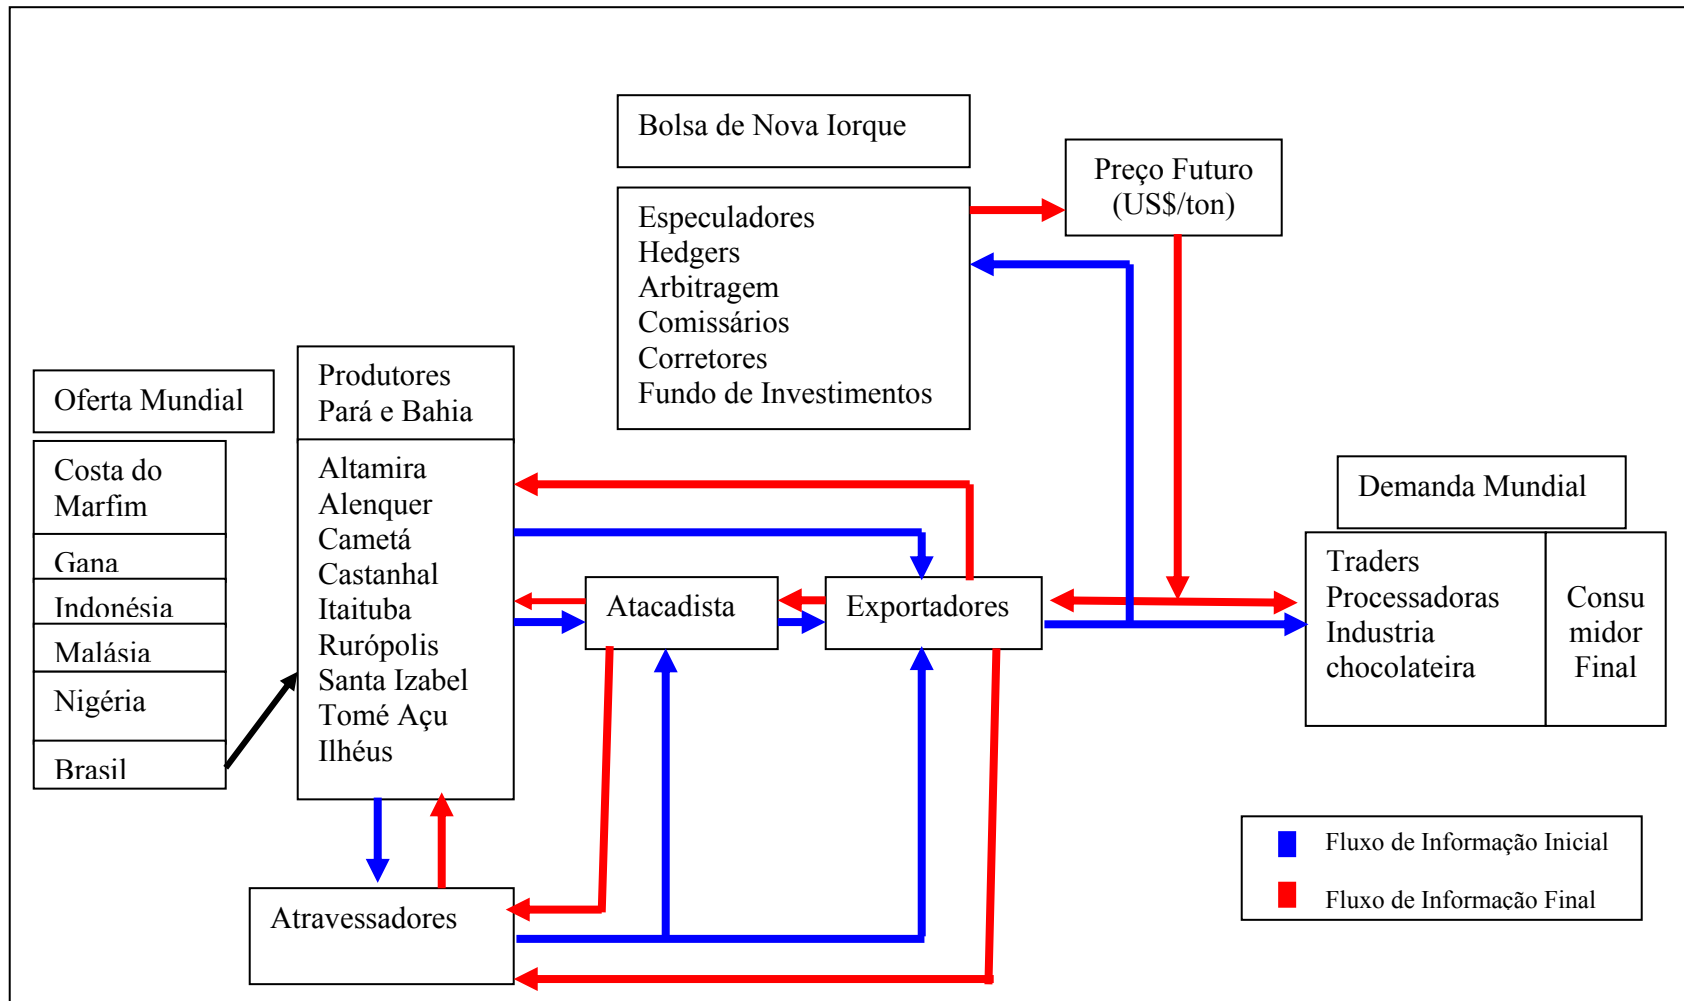 Bolsa de Nova Iorque
Preço Futuro
(US$/ton)
Especuladores
Hedgers
Arbitragem
Comissários
Corretores
Fundo de Investimentos
Oferta Mundial
Costa do
Marfim
Gana
Indonésia
Malásia
Nigéria
Brasil
Produtores
Pará e Bahia
Altamira
Alenquer
Cametá
Castanhal
Itaituba
Rurópolis
Santa Izabel
Tomé Açu
Ilhéus
Atacadista
Exportadores
Demanda Mundial
Traders
Processadoras
Industria
chocolateira
Consu
midor
Final
Atravessadores
Fluxo de Informação Inicial
Fluxo de Informação Final